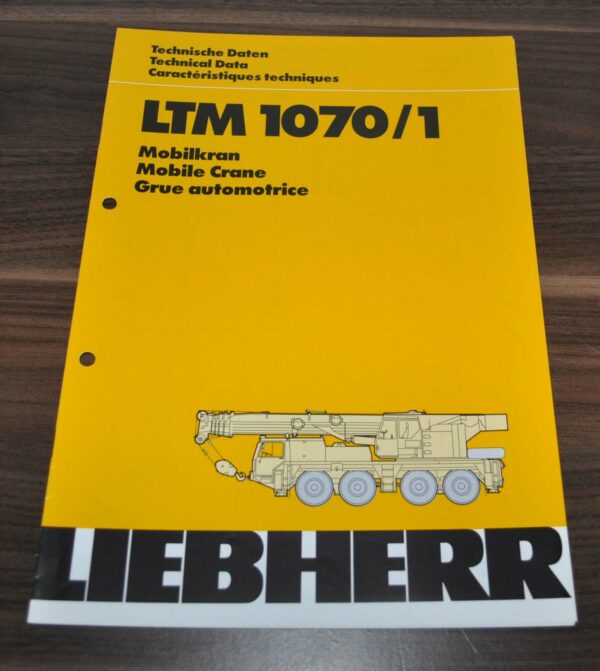 Technische Daten
Technical Data
Caractéristiques techniques
LTM 1070/1
Mobilkran
Mobile Crane
Grue automotrice
LIEBHERR